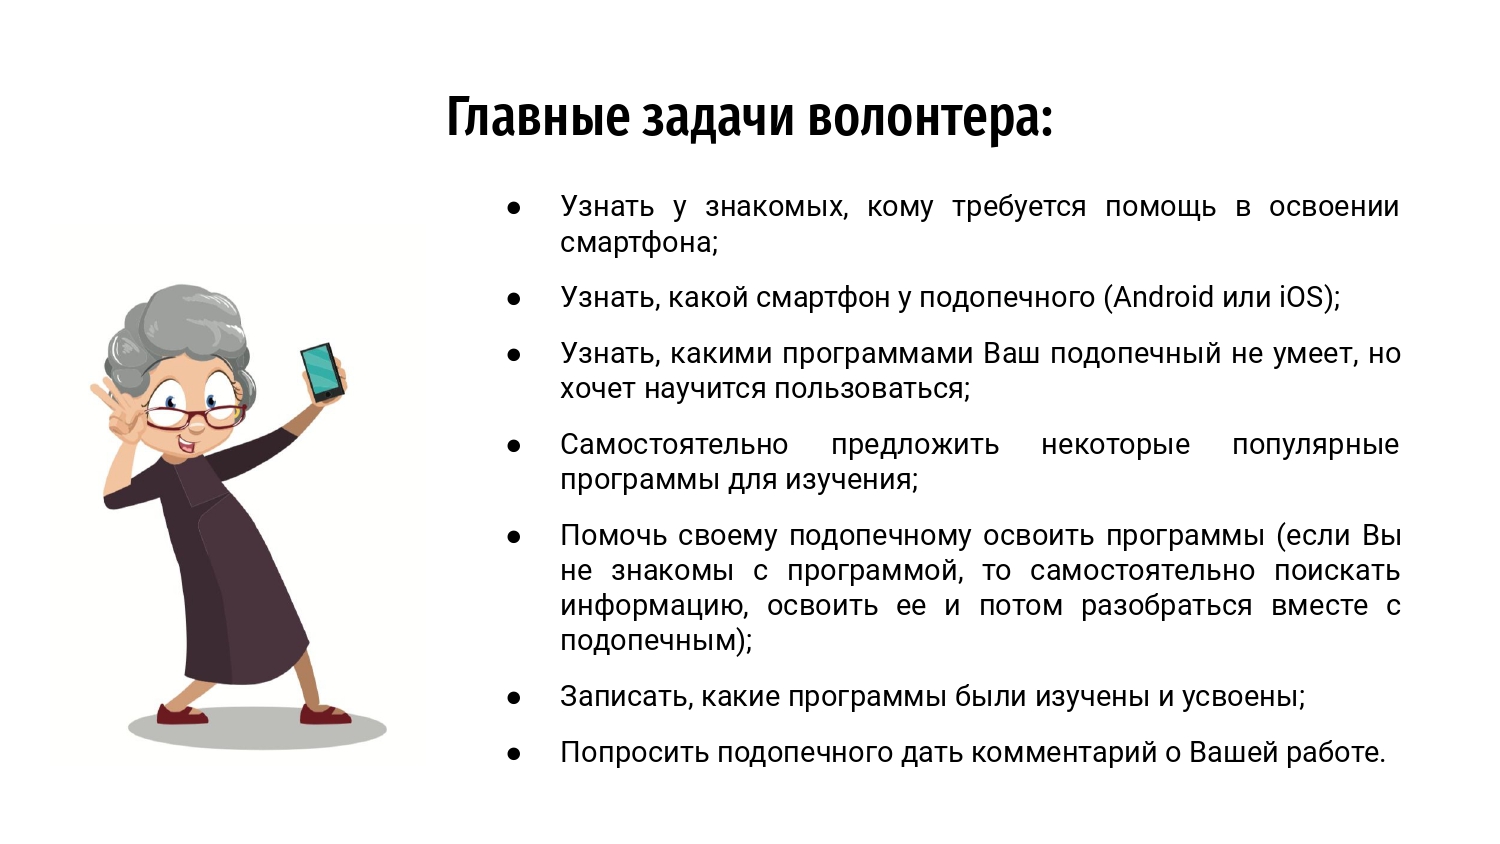 Главные задачи волонтера:
● Узнать у знакомых, кому требуется помощь в освоении
смартфона;
● Узнать, какой смартфон у подопечного (Android или iOS);
● Узнать, какими программами Ваш подопечный не умеет, но
хочет научится пользоваться;
● Самостоятельно предложить некоторые популярные
программы для изучения;
● Помочь своему подопечному освоить программы (если Вы
не знакомы с программой, то самостоятельно поискать
информацию, освоить ее и потом разобраться вместе с
подопечным);
● Записать, какие программы были изучены и усвоены;
● Попросить подопечного дать комментарий о Вашей работе.